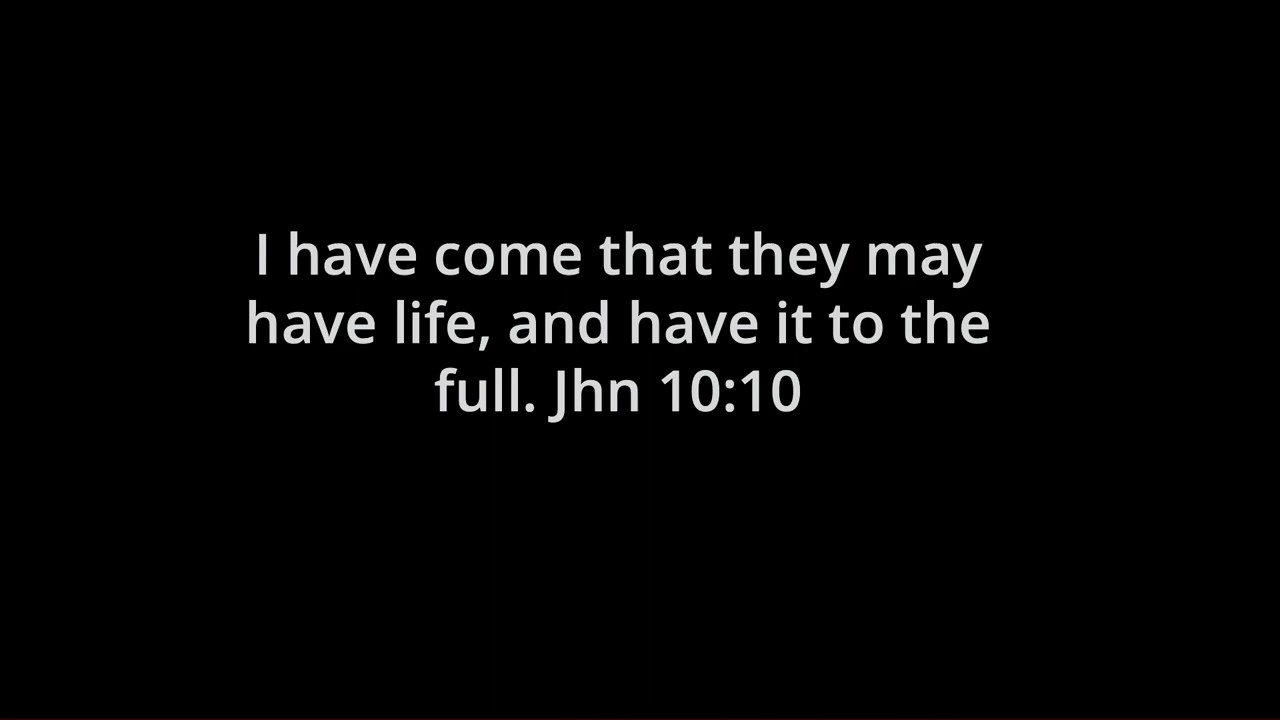 I have come that they may
have life, and have it to the
full. Jhn 10:10